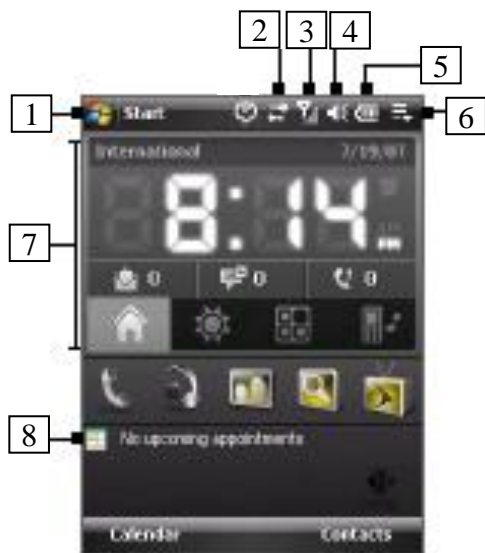 2 3 4 5
1 Start 6
International 7/19/07
8:14 PM
7
0 0 0
8 No upcoming appointments
Calendar Contacts